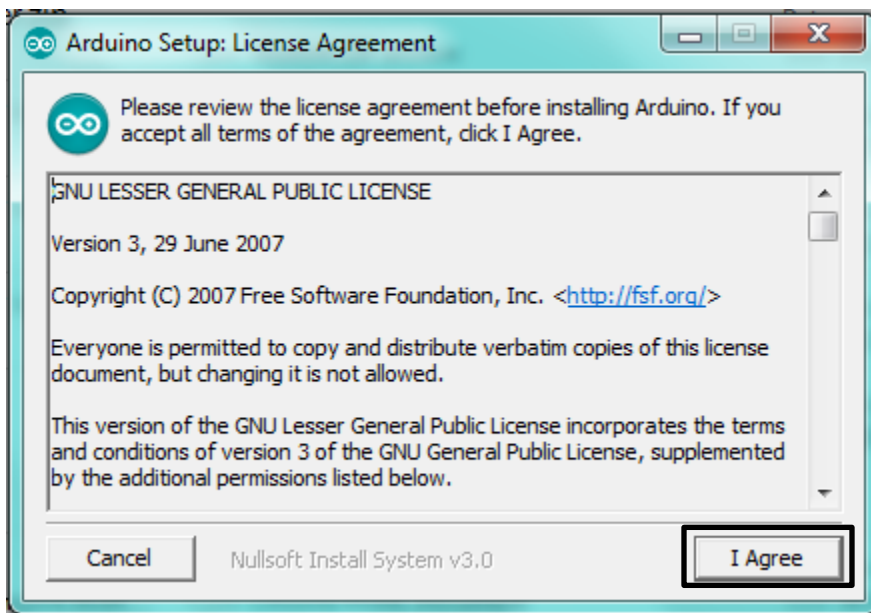 Arduino Setup: License Agreement
Please review the license agreement before installing Arduino. If you
accept all terms of the agreement, click I Agree.
GNU LESSER GENERAL PUBLIC LICENSE
Version 3, 29 June 2007
Copyright (C) 2007 Free Software Foundation, Inc. <http://fsf.org/>
Everyone is permitted to copy and distribute verbatim copies of this license
document, but changing it is not allowed.
This version of the GNU Lesser General Public License incorporates the terms
and conditions of version 3 of the GNU General Public License, supplemented
by the additional permissions listed below.
Cancel
Nullsoft Install System v3.0
I Agree